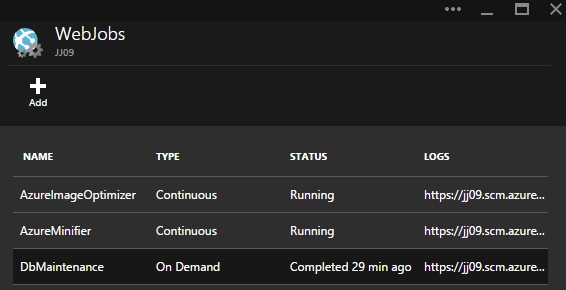 WebJobs
JJ09
Add
NAME TYPE STATUS LOGS
AzureImageOptimizer Continuous Running https://jj09.scm.azure...
AzureMinifier Continuous Running https://jj09.scm.azure...
DbMaintenance On Demand Completed 29 min ago https://jj09.scm.azure...